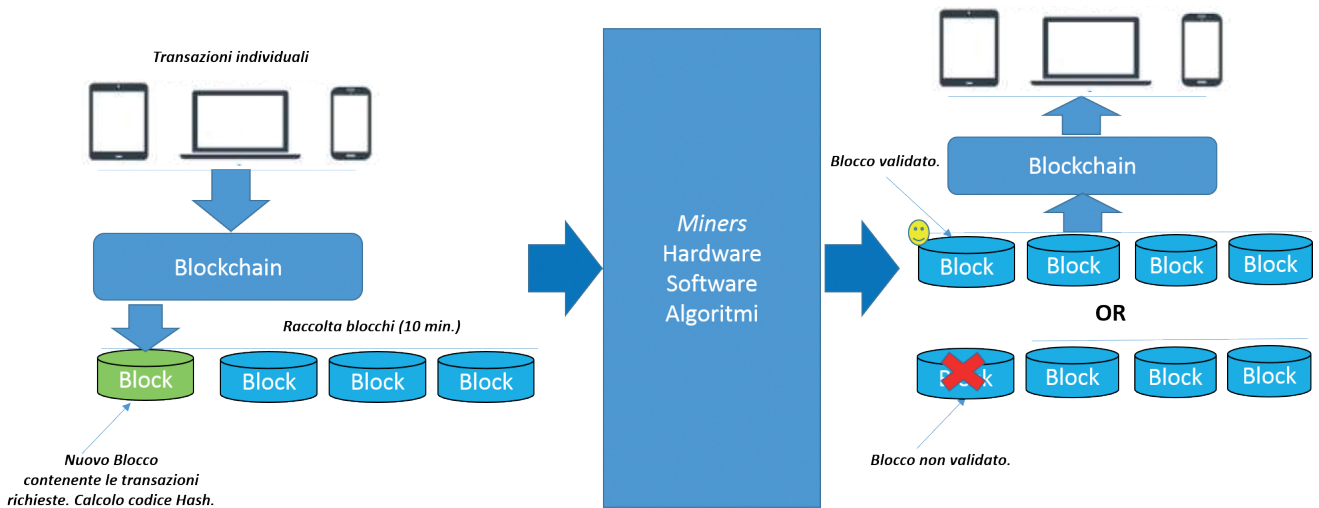 Transazioni individuali
Blockchain
Raccolta blocchi (10 min.)
Block
Block
Block
Block
Nuovo Blocco
contenente le transazioni
richieste. Calcolo codice Hash.
Miners
Hardware
Software
Algoritmi
Blockchain
Blocco validato.
Block
Block
Block
Block
OR
Block
Block
Block
Block
Blocco non validato.